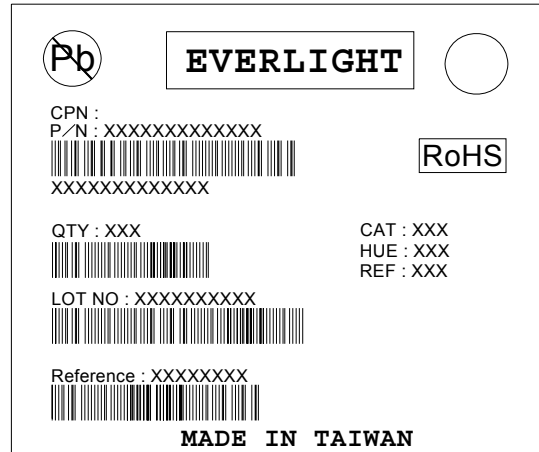 Pb
EVERLIGHT
CPN :
P/N : XXXXXXXXXXXXX
RoHS
XXXXXXXXXXXXX
QTY : XXX
CAT : XXX
HUE : XXX
REF : XXX
LOT NO : XXXXXXXXXX
Reference : XXXXXXXX
MADE IN TAIWAN